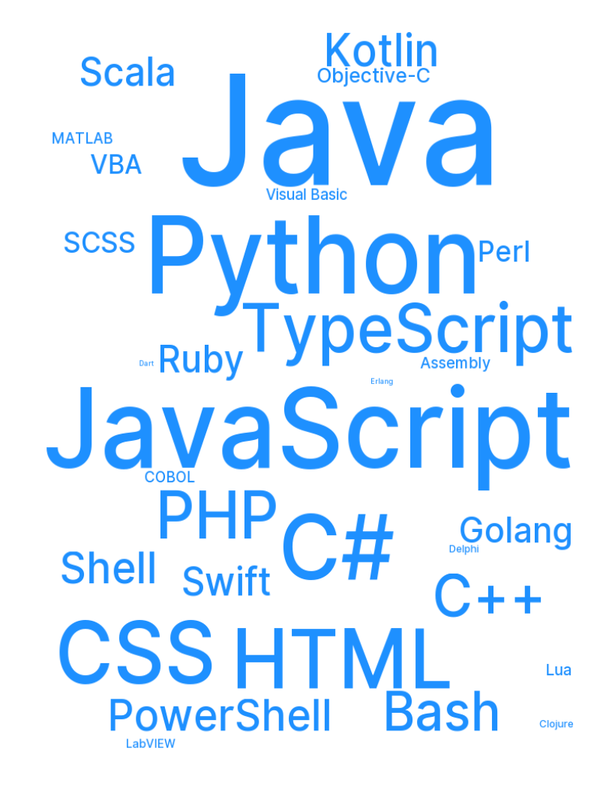 Kotlin
Scala
Objective-C
Java
MATLAB
VBA
Visual Basic
SCSS
Python
Perl
TypeScript
Ruby
Dart
Assembly
Erlang
JavaScript
COBOL
PHP
C#
Golang
Delphi
Shell
Swift
C++
CSS
HTML
Lua
PowerShell
Bash
Clojure
LabVIEW